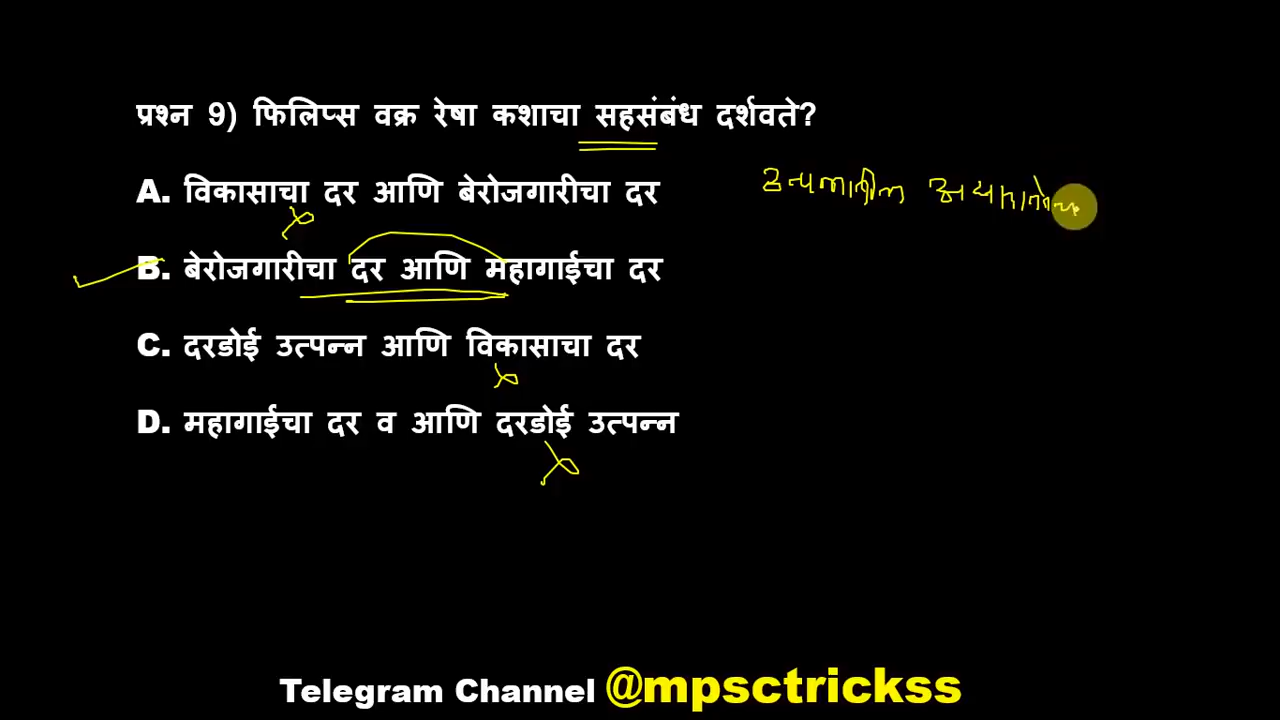 प्रश्न 9) फिलिप्स वक्र रेषा कशाचा सहसंबंध दर्शवते?
A. विकासाचा दर आणि बेरोजगारीचा दर
B. बेरोजगारीचा दर आणि महागाईचा दर
C. दरडोई उत्पन्न आणि विकासाचा दर
D. महागाईचा दर व आणि दरडोई उत्पन्न
Telegram Channel @mpsctrickss